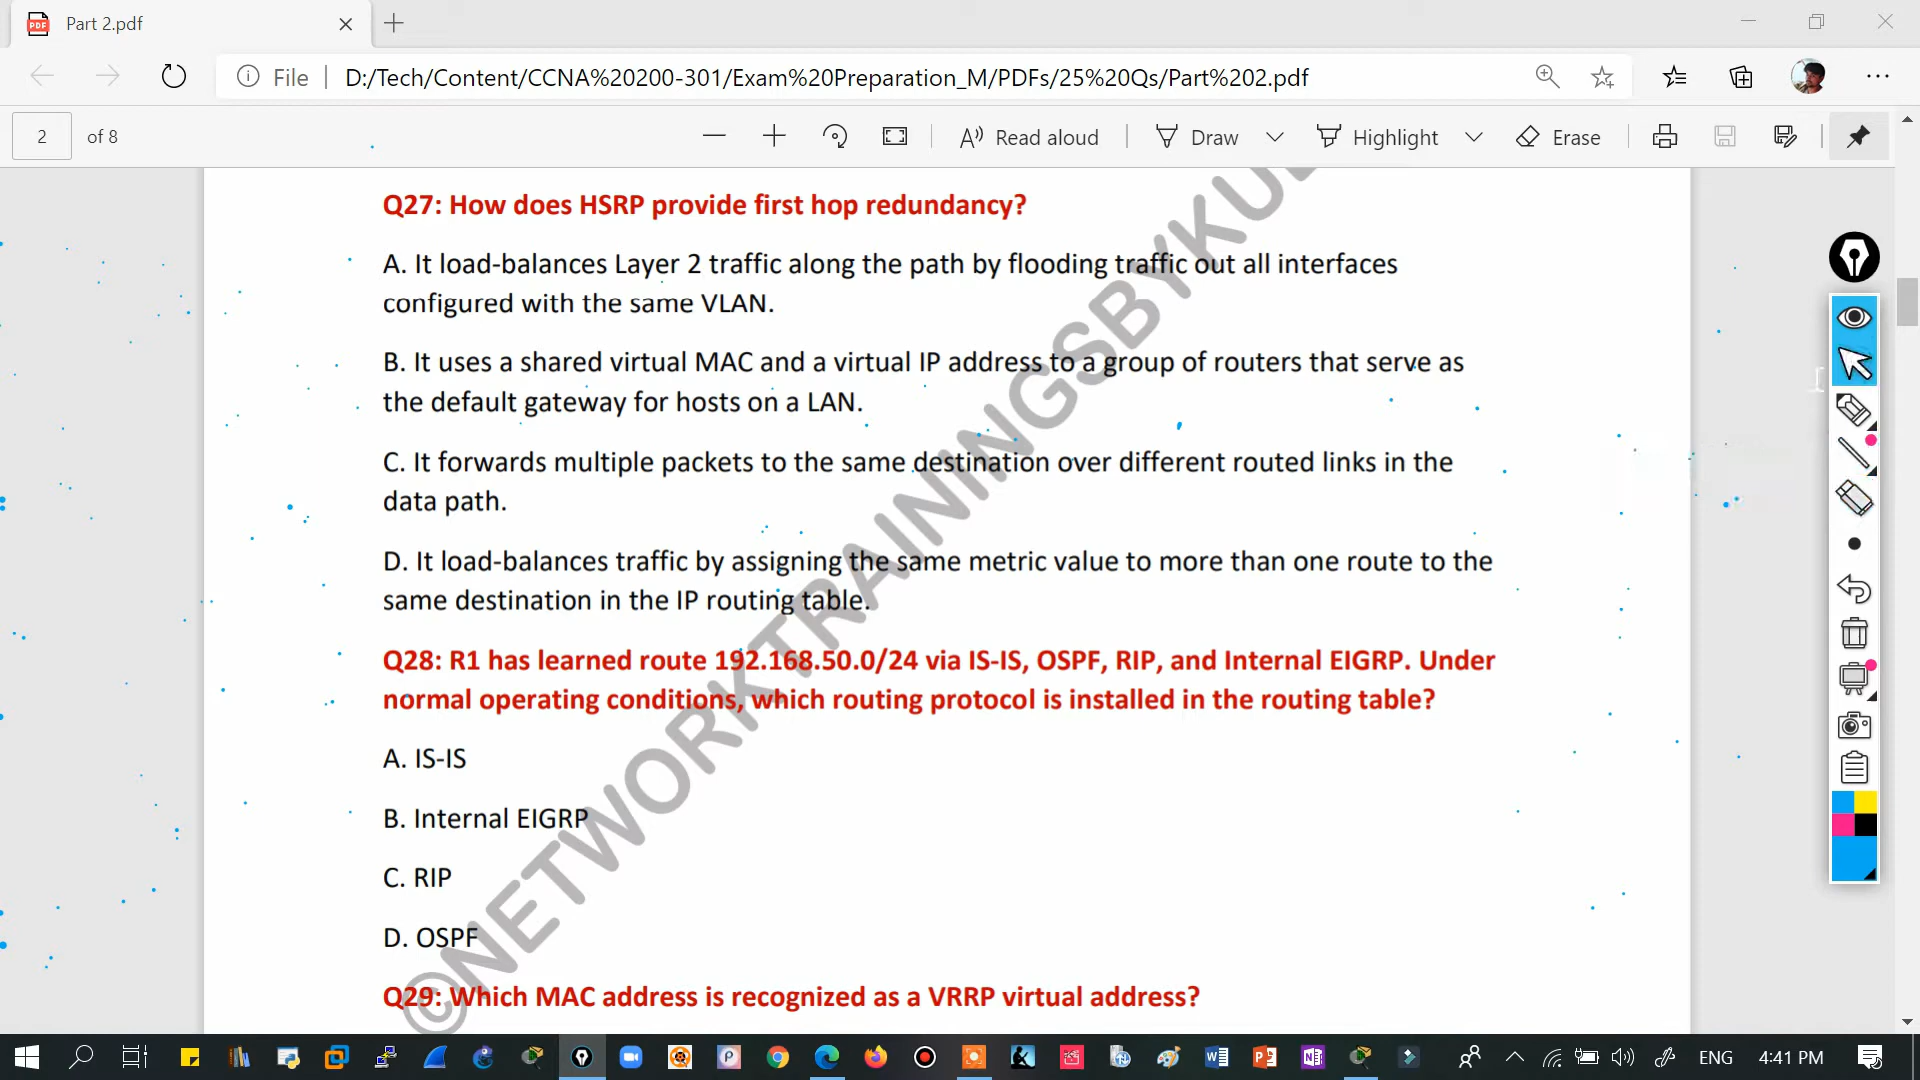 Part 2.pdf
File
D:/Tech/Content/CCNA%20200-301/Exam%20Preparation_M/PDFs/25%20Qs/Part%202.pdf
2 of 8
Read aloud
Draw
Highlight
Erase
Q27: How does HSRP provide first hop redundancy?
A. It load-balances Layer 2 traffic along the path by flooding traffic out all interfaces
configured with the same VLAN.
B. It uses a shared virtual MAC and a virtual IP address to a group of routers that serve as
the default gateway for hosts on a LAN.
C. It forwards multiple packets to the same destination over different routed links in the
data path.
D. It load-balances traffic by assigning the same metric value to more than one route to the
same destination in the IP routing table.
Q28: R1 has learned route 192.168.50.0/24 via IS-IS, OSPF, RIP, and Internal EIGRP. Under
normal operating conditions, which routing protocol is installed in the routing table?
A. IS-IS
B. Internal EIGRP
C. RIP
D. OSPF
Q29: Which MAC address is recognized as a VRRP virtual address?
ENG
4:41 PM